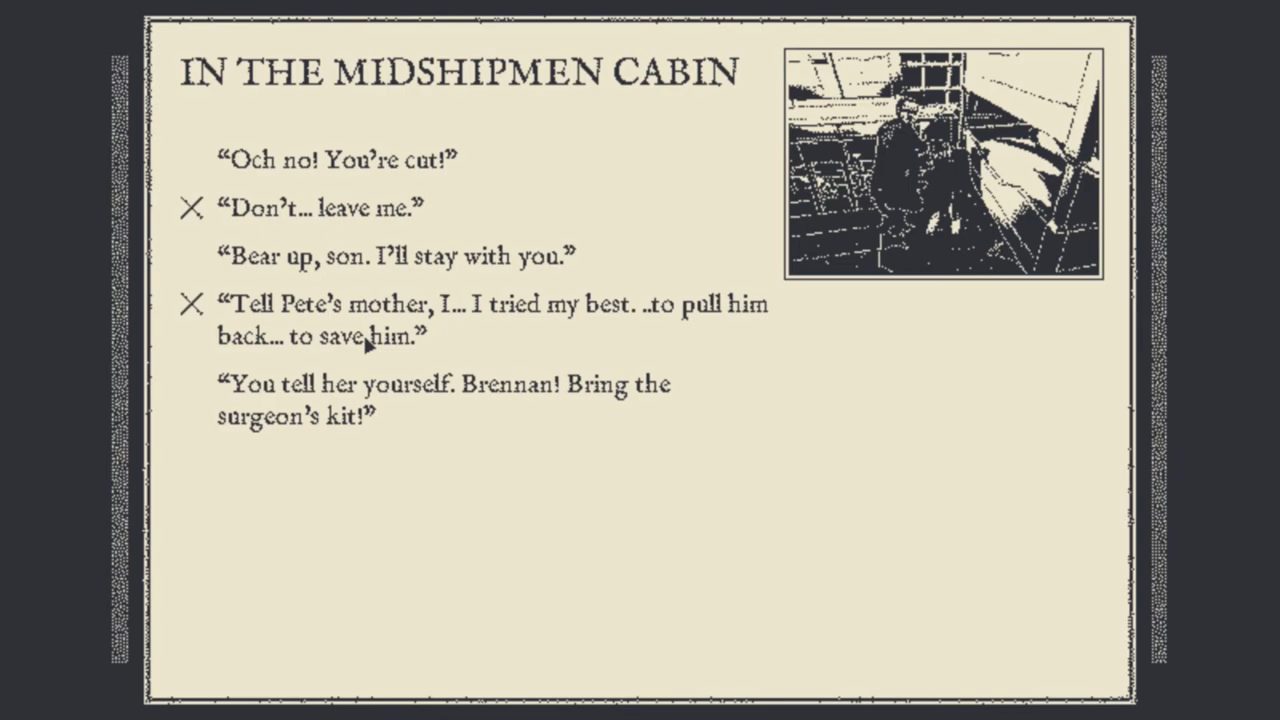 IN THE MIDSHIPMEN CABIN
“Och no! You’re cut!”
“Don’t... leave me.”
“Bear up, son. I’ll stay with you.”
“Tell Pete’s mother, I... I tried my best. ..to pull him
back... to save him.”
“You tell her yourself. Brennan! Bring the
surgeon’s kit!”